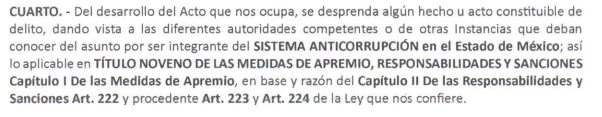 CUARTO. - Del desarrollo del Acto que nos ocupa, se desprenda algún hecho u acto constituible de
delito, dando vista a las diferentes autoridades competentes o de otras Instancias que deban
conocer del asunto por ser integrante del SISTEMA ANTICORRUPCIÓN en el Estado de México; así
lo aplicable en TÍTULO NOVENO DE LAS MEDIDAS DE APREMIO, RESPONSABILIDADES Y SANCIONES
Capítulo I De las Medidas de Apremio, en base y razón del Capítulo II De las Responsabilidades y
Sanciones Art. 222 y procedente Art. 223 y Art. 224 de la Ley que nos confiere.